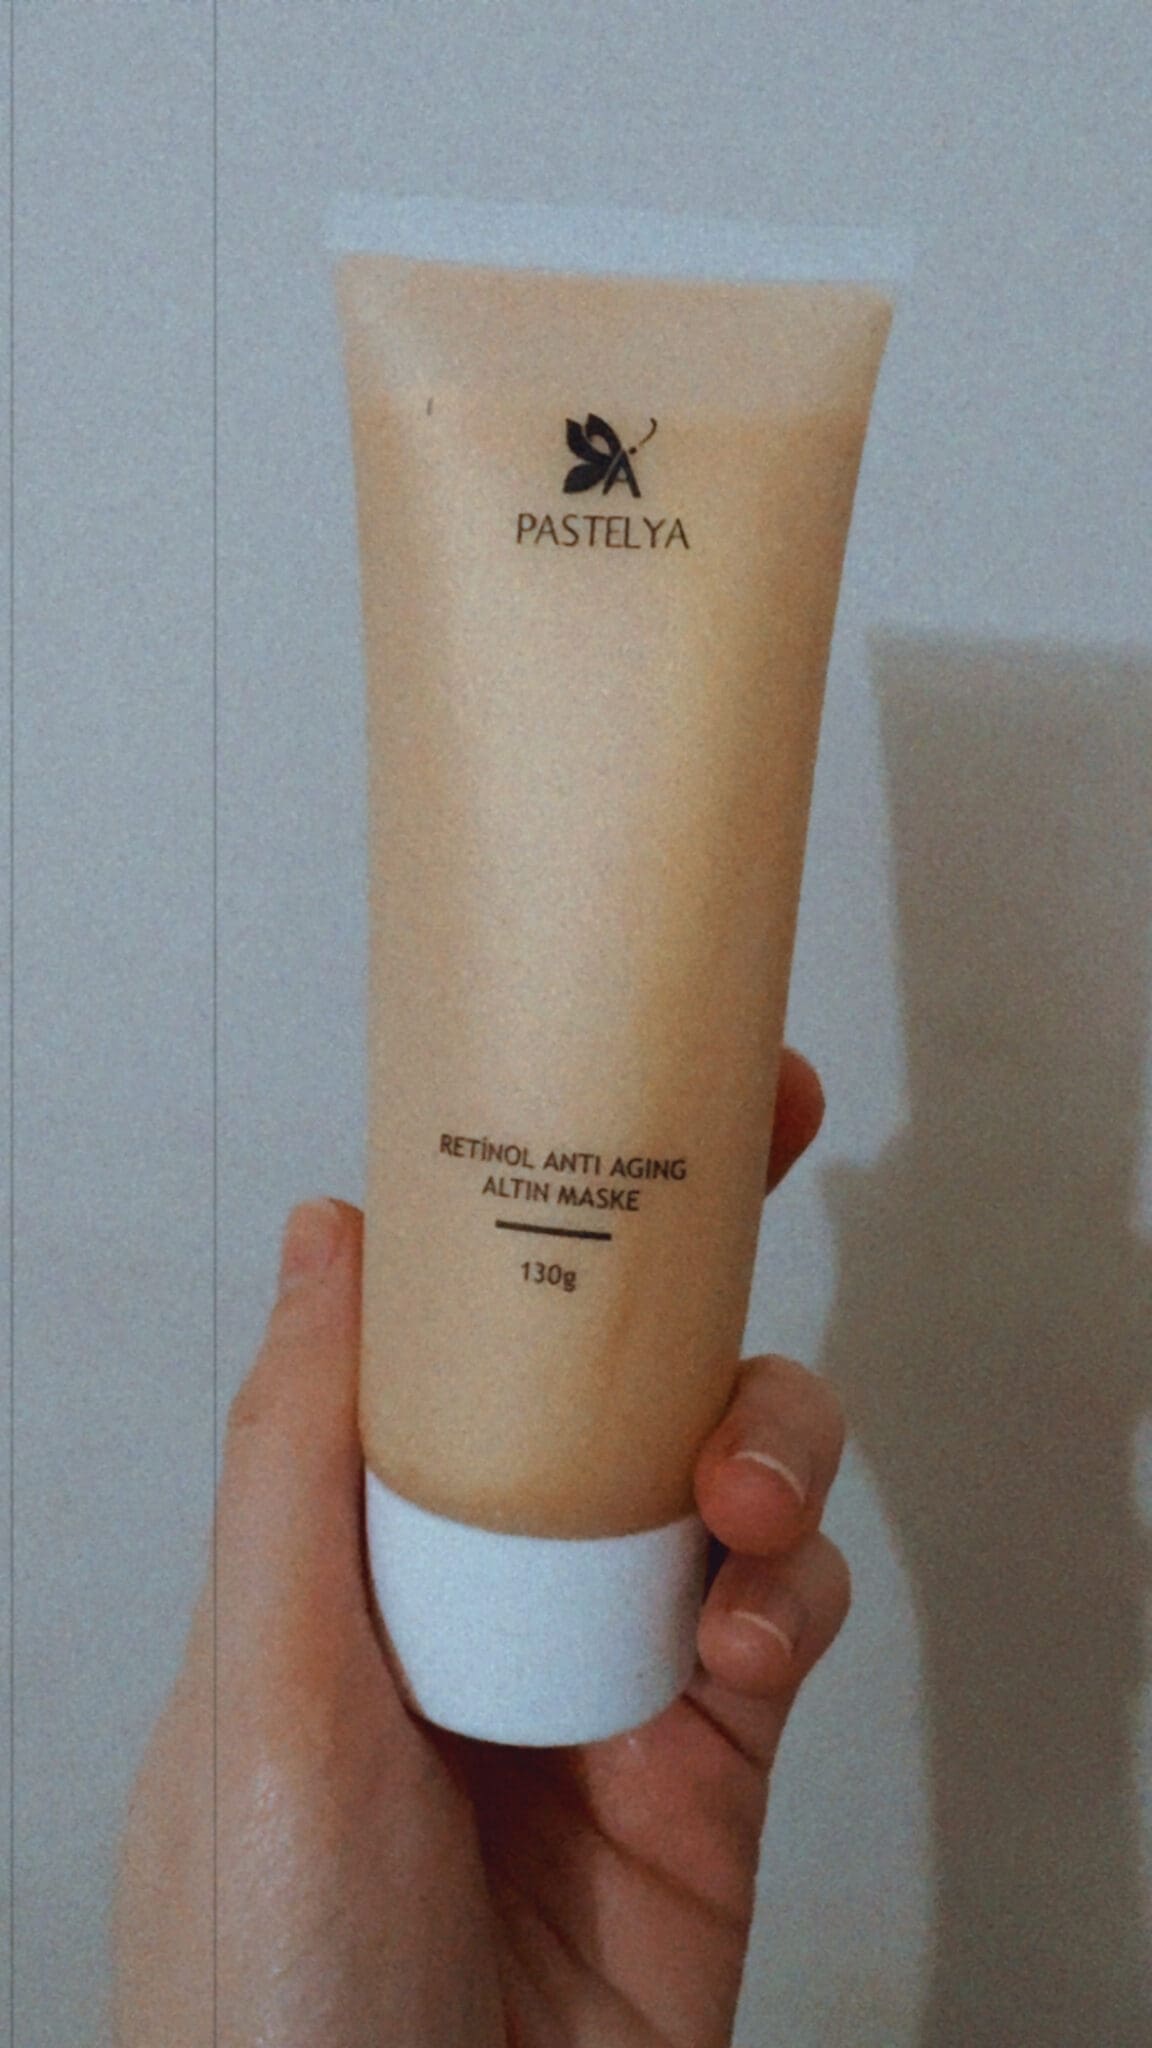 PASTELYA
RETİNOL ANTI AGING
ALTIN MASKE
130g